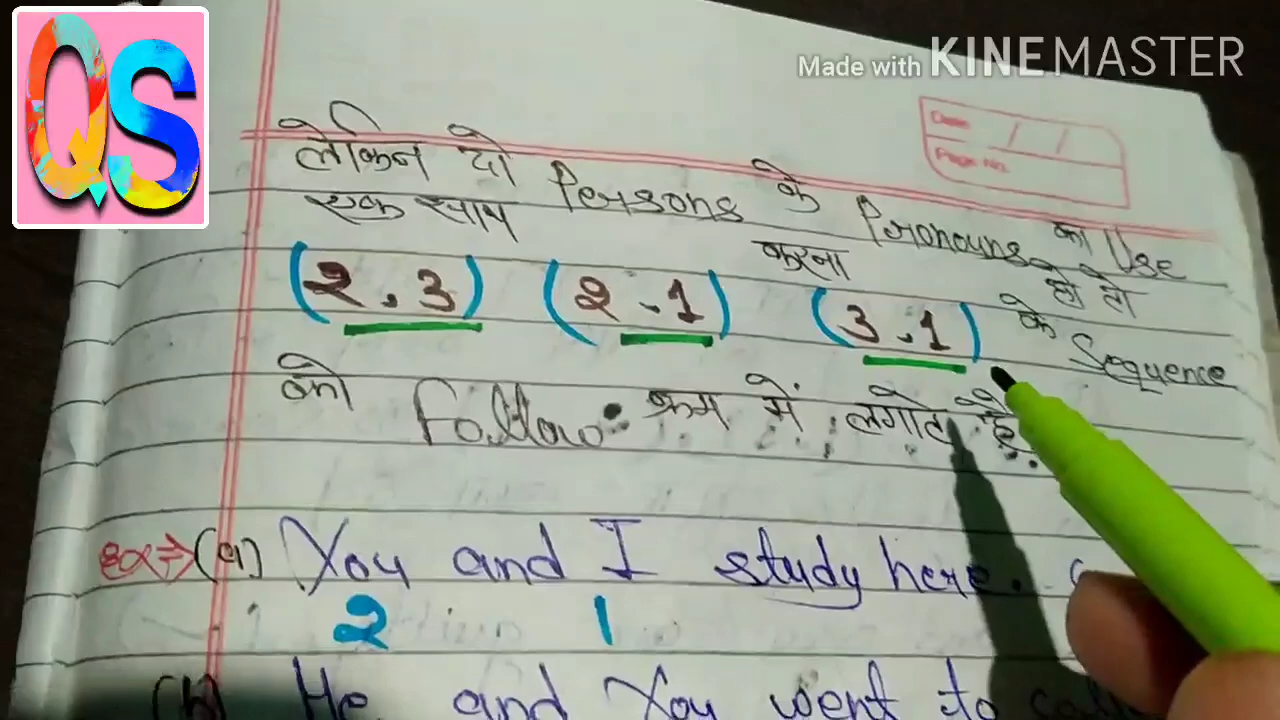 QS
Made with KINEMASTER
Date / /
Page No.
लेकिन दो Persons के Pronouns का Use
एक साथ करना हो तो
(2 . 3) (2 . 1) (3 . 1) के Sequence
को Follow क्रम में लगाते है
ex⇒ (a) You and I study here.
2 1
(b) He and You went to